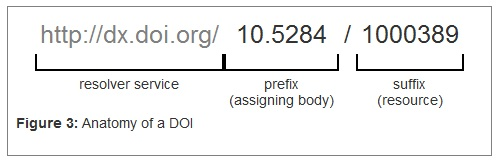 http://dx.doi.org/ 10.5284 / 1000389
resolver service prefix suffix
(assigning body) (resource)
Figure 3: Anatomy of a DOI